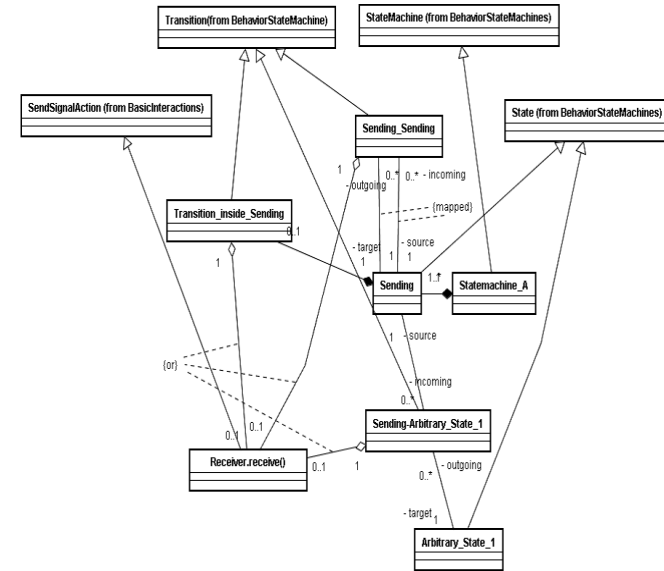 Transition(from BehaviorStateMachine)
StateMachine (from BehaviorStateMachines)
SendSignalAction (from BasicInteractions)
State (from BehaviorStateMachines)
Sending_Sending
1
0..*
0..*
- incoming
- outgoing
{mapped}
Transition_inside_Sending
0..1
- target
- source
1
1
1
1
Sending
1..*
Statemachine_A
1
- source
{or}
- incoming
0..*
Sending-Arbitrary_State_1
0..1
0..1
0..1
1
Receiver.receive()
- outgoing
0..*
- target
1
Arbitrary_State_1